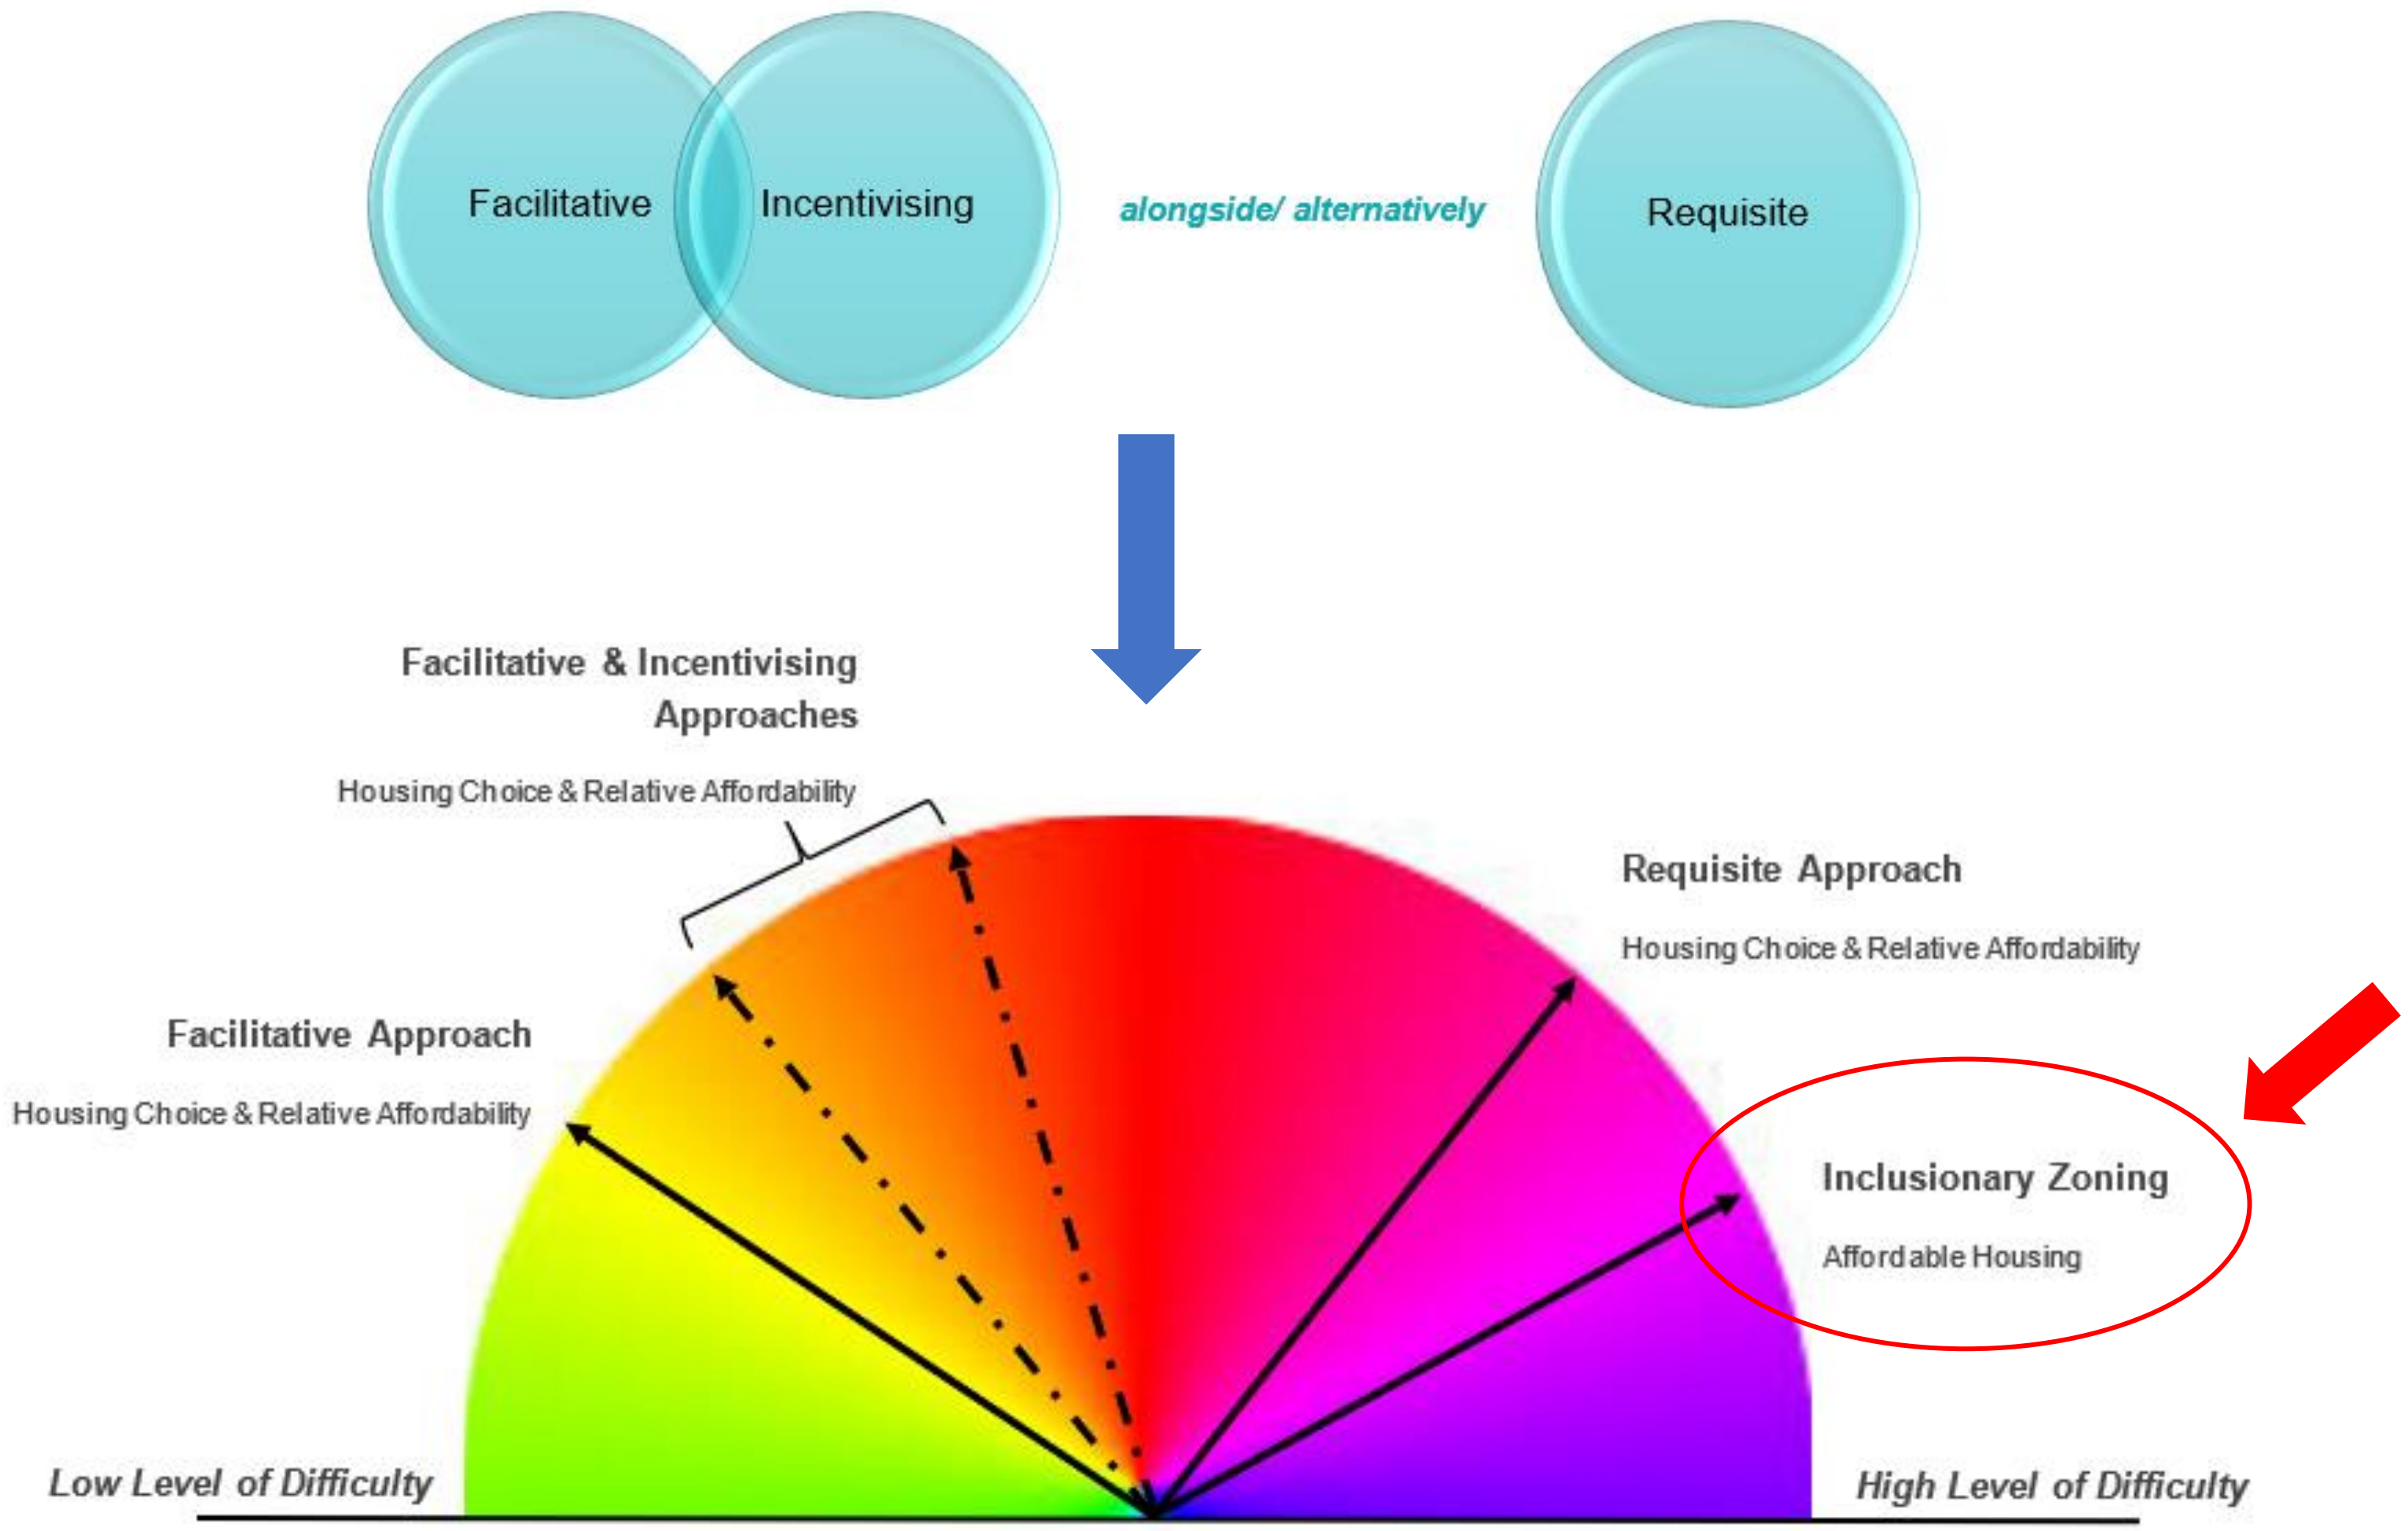 Facilitative
Incentivising
alongside/ alternatively
Requisite
Facilitative & Incentivising
Approaches
Housing Choice & Relative Affordability
Requisite Approach
Housing Choice & Relative Affordability
Facilitative Approach
Housing Choice & Relative Affordability
Inclusionary Zoning
Affordable Housing
Low Level of Difficulty
High Level of Difficulty